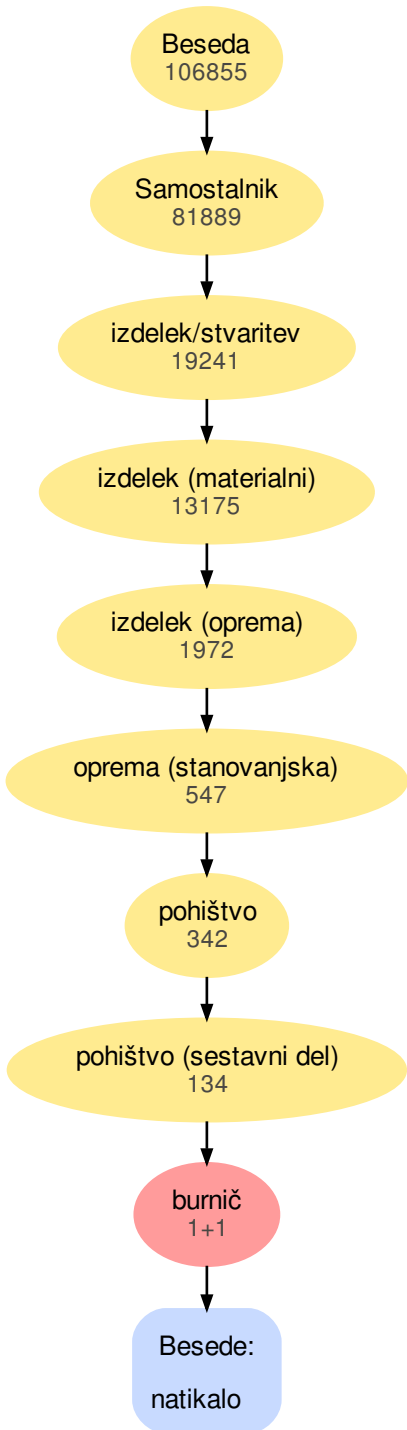 Beseda
106855
Samostalnik
81889
izdelek/stvaritev
19241
izdelek (materialni)
13175
izdelek (oprema)
1972
oprema (stanovanjska)
547
pohištvo
342
pohištvo (sestavni del)
134
burnič
1+1
Besede:
natikalo